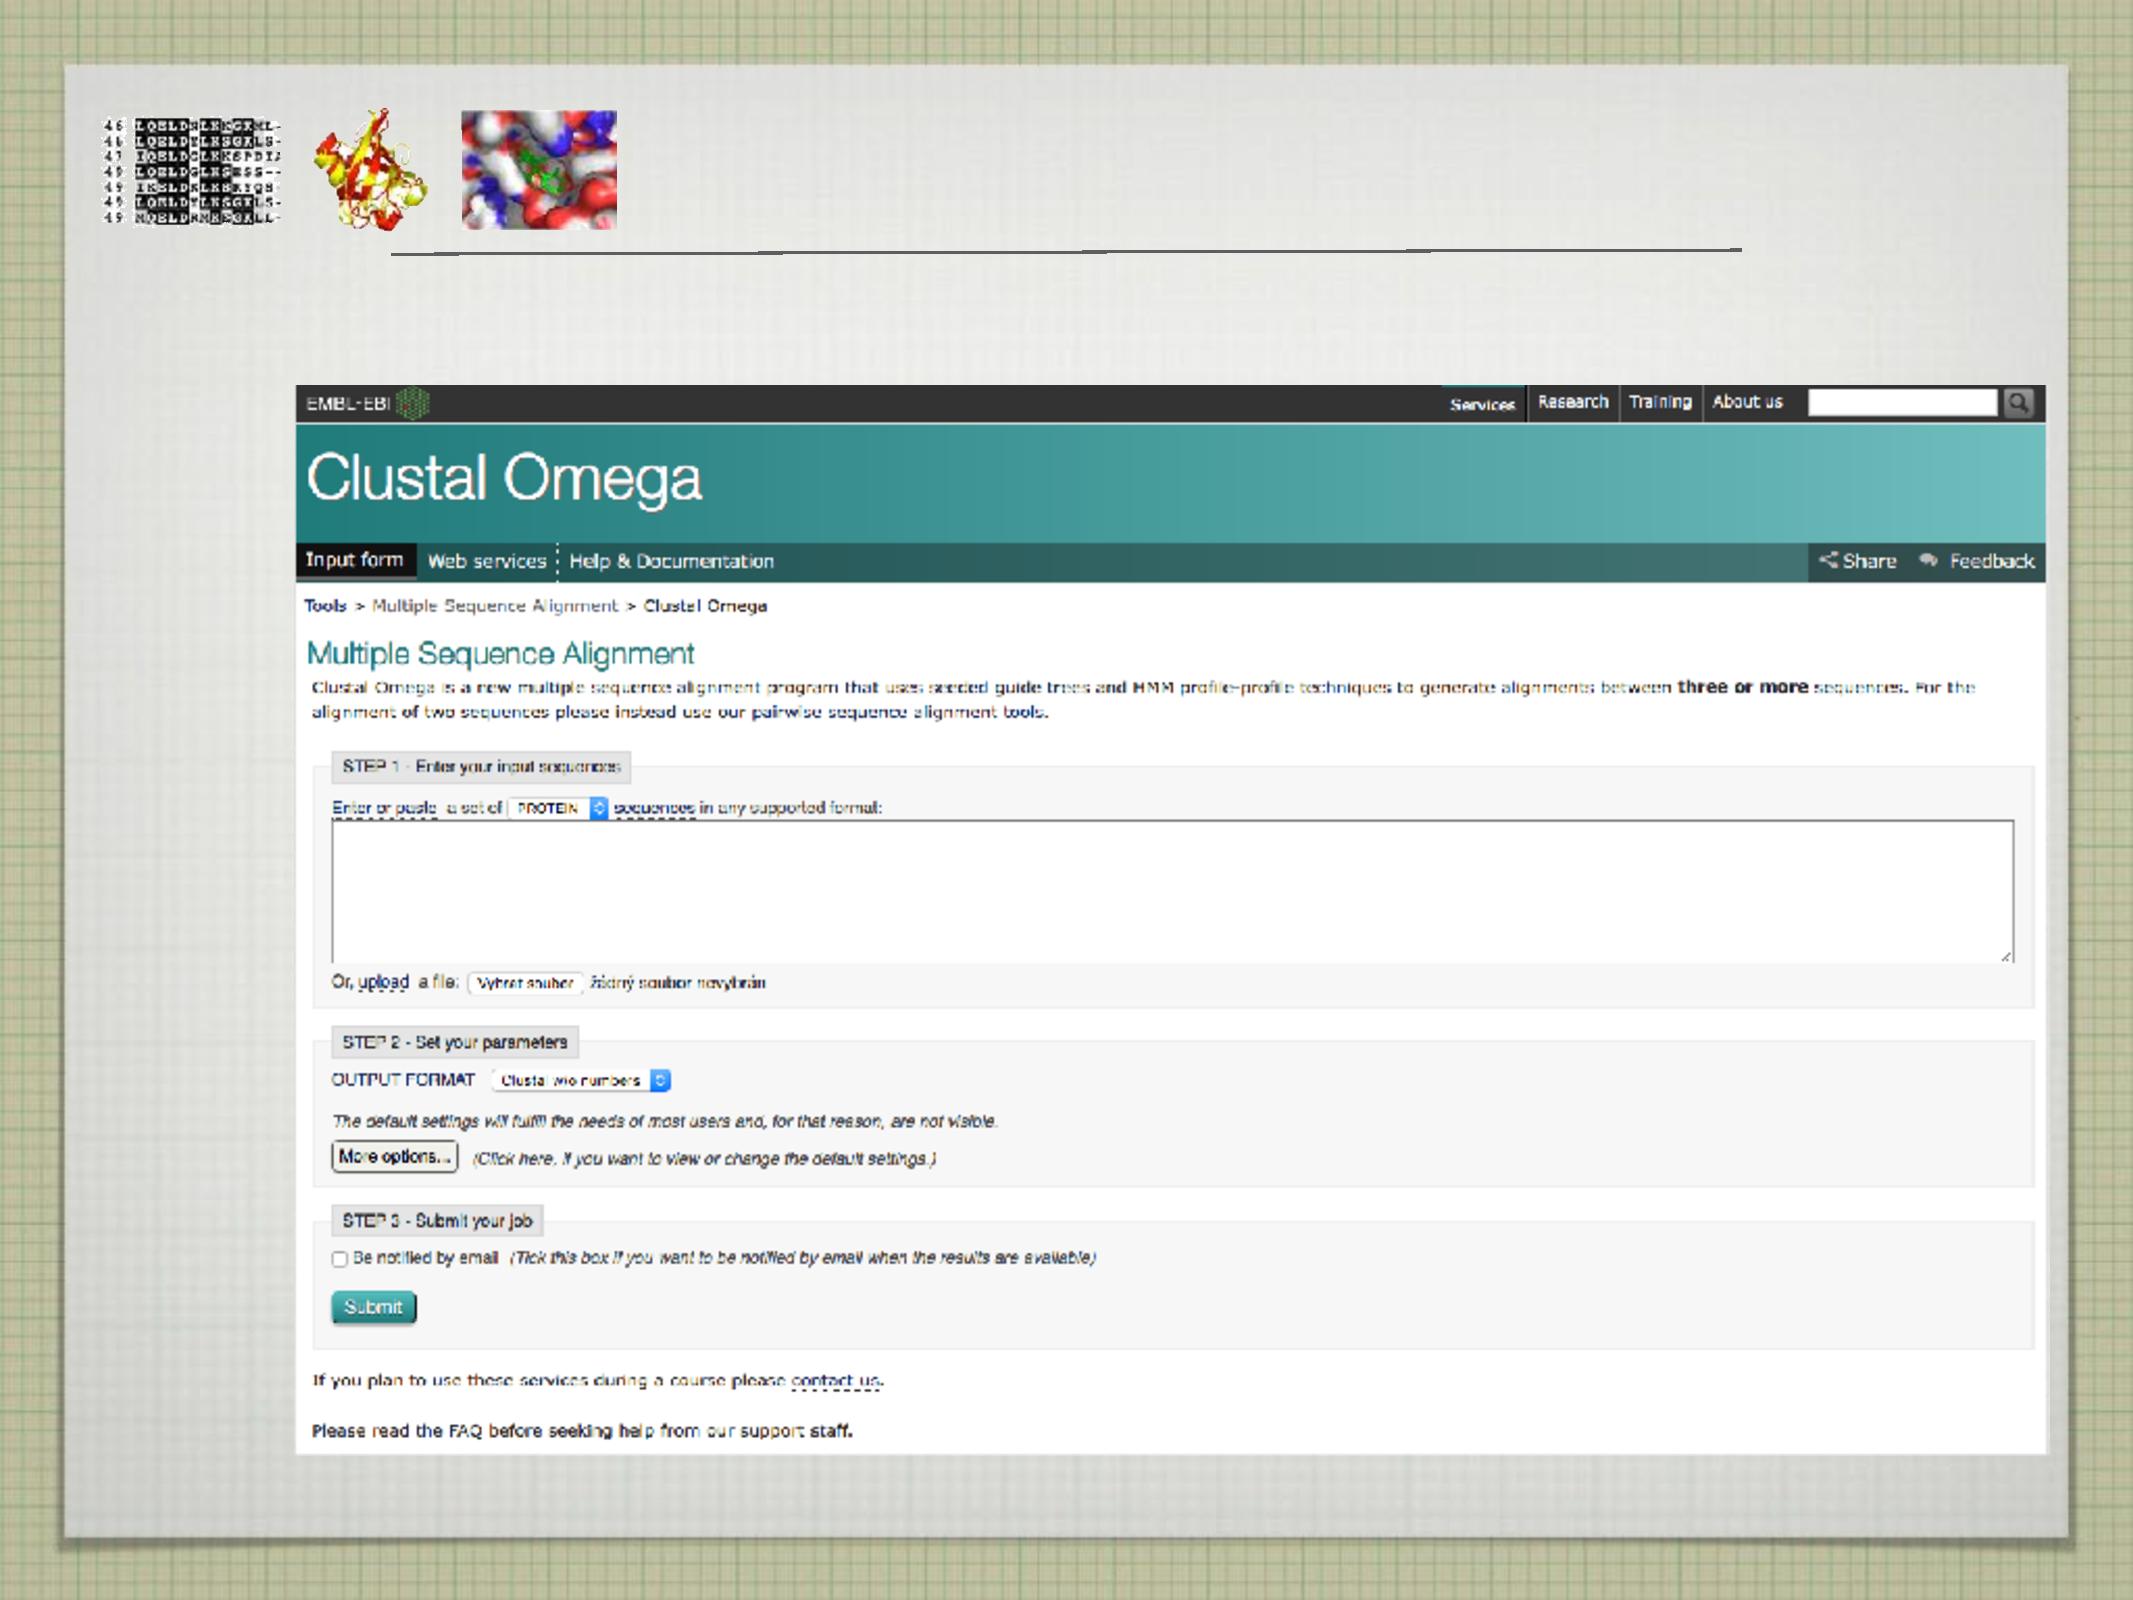 EMBL-EBI
Services
Research
Training
About us
Clustal Omega
Input form
Web services
Help & Documentation
Share
Feedback
Tools > Multiple Sequence Alignment > Clustal Omega
Multiple Sequence Alignment
Clustal Omega is a new multiple sequence alignment program that uses seeded guide trees and HMM profile-profile techniques to generate alignments between three or more sequences. For the
alignment of two sequences please instead use our pairwise sequence alignment tools.
STEP 1 - Enter your input sequences
Enter or paste a set of PROTEIN sequences in any supported format:
Or, upload a file: Vybrat soubor žádný soubor nevybrán
STEP 2 - Set your parameters
OUTPUT FORMAT Clustal w/o numbers
The default settings will fulfill the needs of most users and, for that reason, are not visible.
More options... (Click here, if you want to view or change the default settings.)
STEP 3 - Submit your job
Be notified by email (Tick this box if you want to be notified by email when the results are available)
Submit
If you plan to use these services during a course please contact us.
Please read the FAQ before seeking help from our support staff.